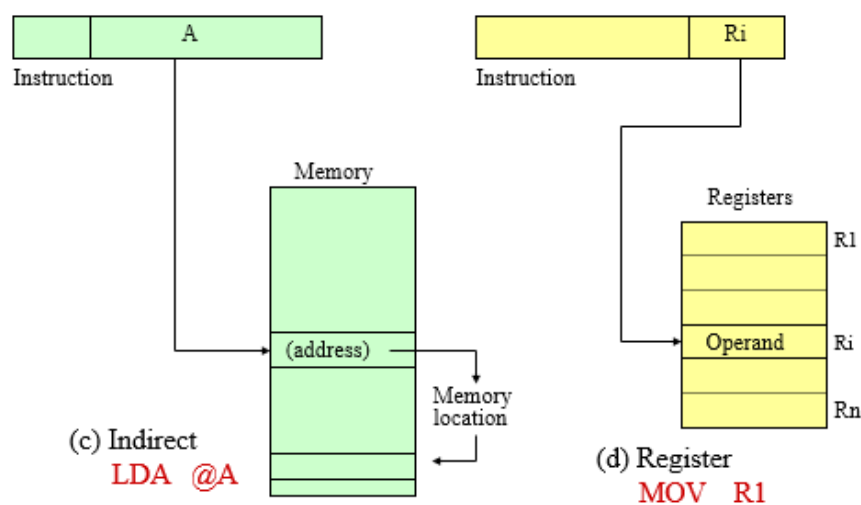 A
Instruction
Memory
(address)
Memory
location
(c) Indirect
LDA @A
Ri
Instruction
Registers
R1
Operand
Ri
Rn
(d) Register
MOV R1